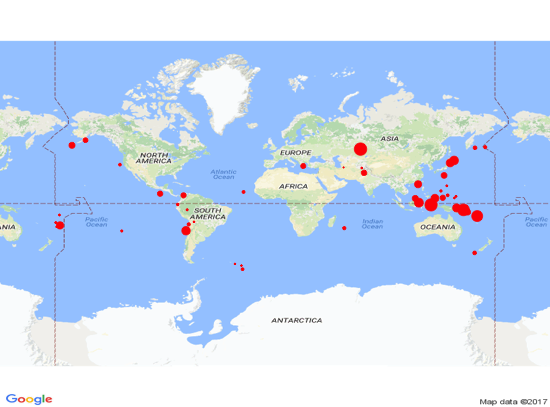 ASIA
EUROPE
NORTH
AMERICA
Atlantic
Ocean
AFRICA
SOUTH
AMERICA
Pacific
Ocean
Indian
Ocean
Pacific
Ocean
ANIA
OCEANIA
ANTARCTICA
Google
Map data ©2017